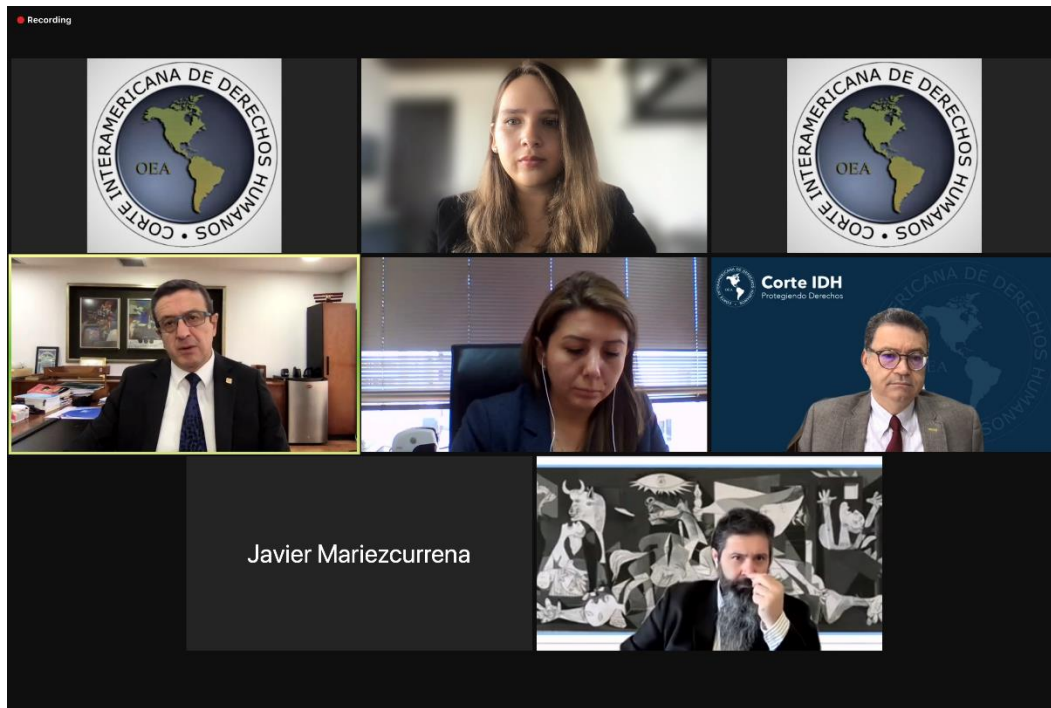 Recording
CORTE INTERAMERICANA DE DERECHOS HUMANOS •
OEA
CORTE INTERAMERICANA DE DERECHOS HUMANOS •
OEA
Corte IDH
Protegiendo Derechos
Javier Mariezcurrena